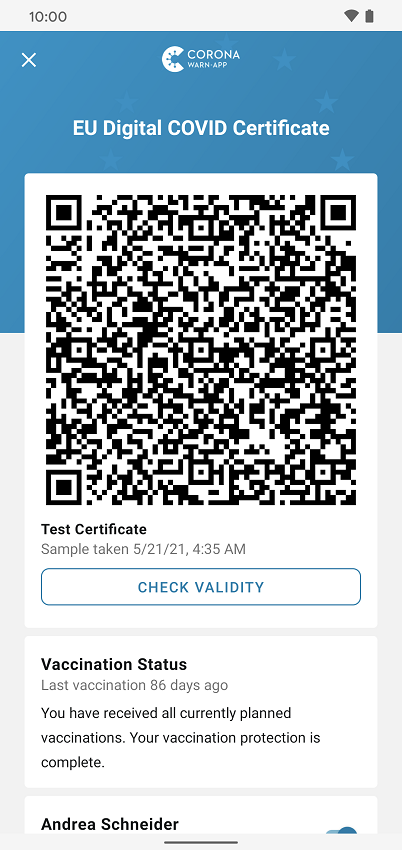 10:00
CORONA
WARN-APP
EU Digital COVID Certificate
Test Certificate
Sample taken 5/21/21, 4:35 AM
CHECK VALIDITY
Vaccination Status
Last vaccination 86 days ago
You have received all currently planned
vaccinations. Your vaccination protection is
complete.
Andrea Schneider